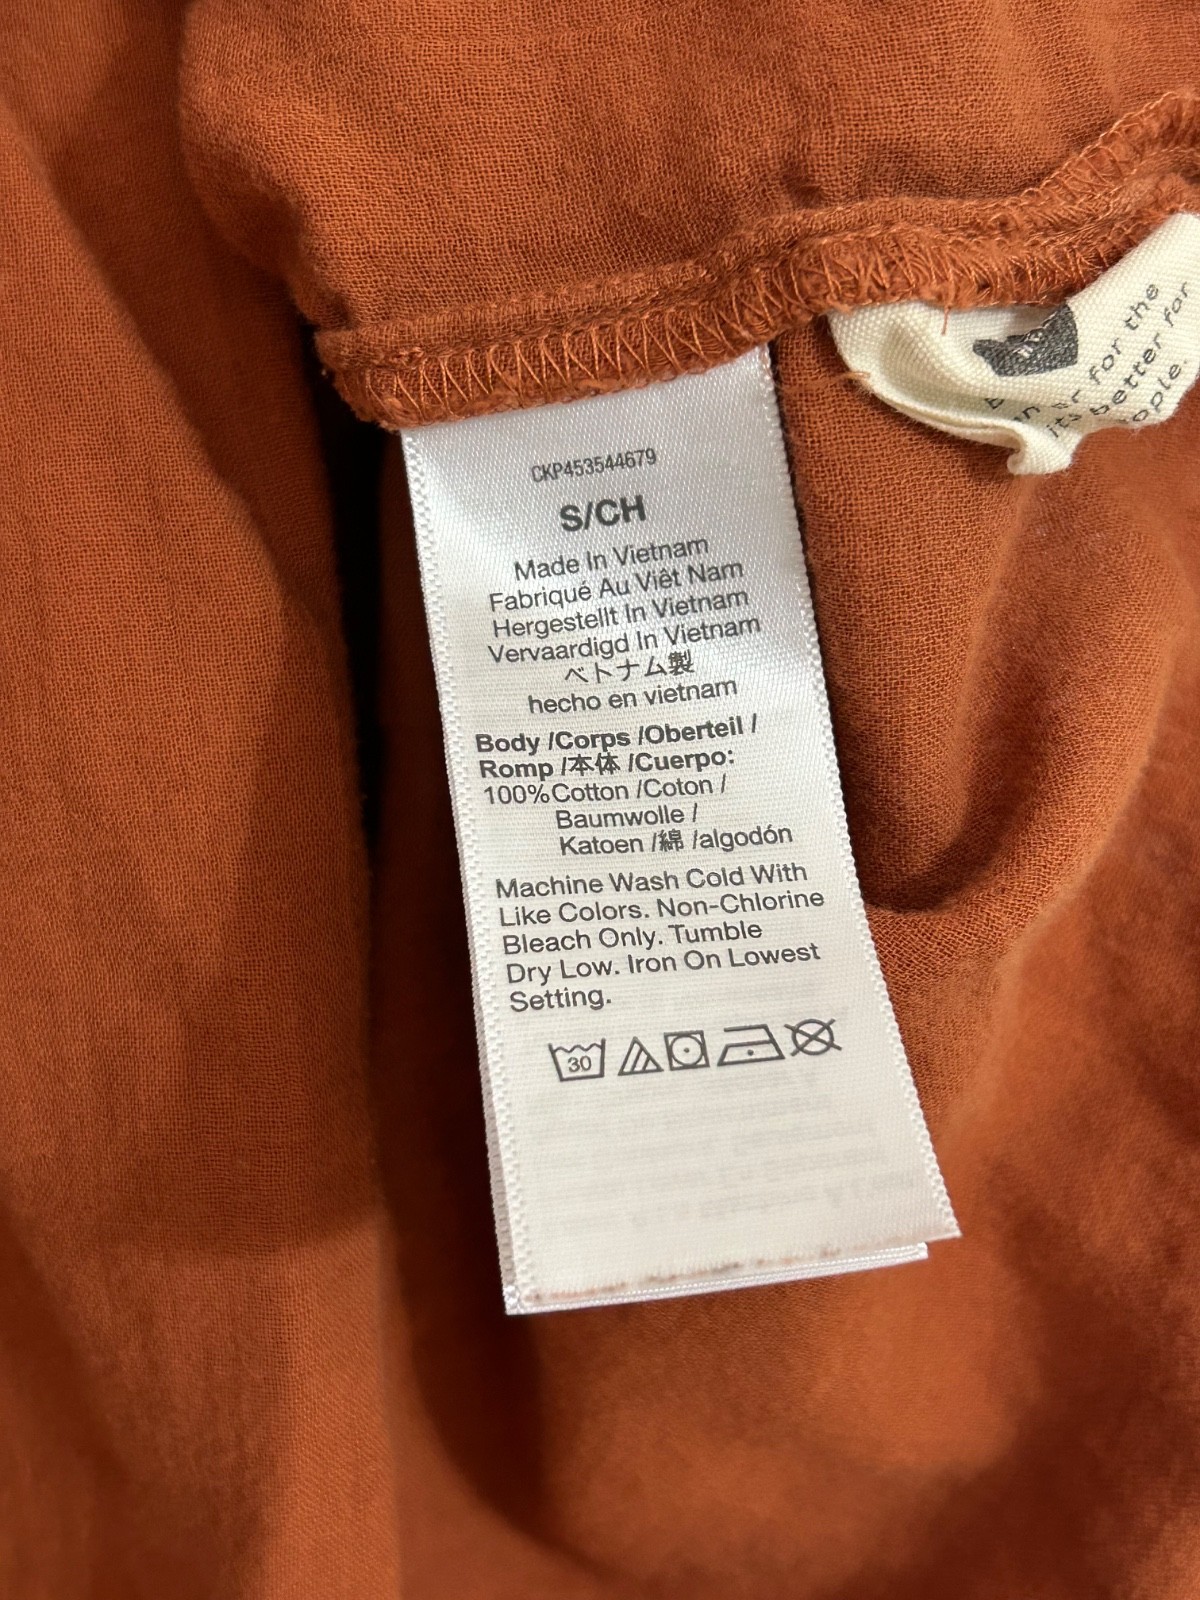 CKP453544679
S/CH
Made In Vietnam
Fabriqué Au Viêt Nam
Hergestellt In Vietnam
Vervaardigd In Vietnam
ベトナム製
hecho en vietnam
Body /Corps /Oberteil /
Romp /本体 /Cuerpo:
100% Cotton /Coton /
Baumwolle /
Katoen /綿 /algodón
Machine Wash Cold With
Like Colors. Non-Chlorine
Bleach Only. Tumble
Dry Low. Iron On Lowest
Setting.
30
for the
its better for